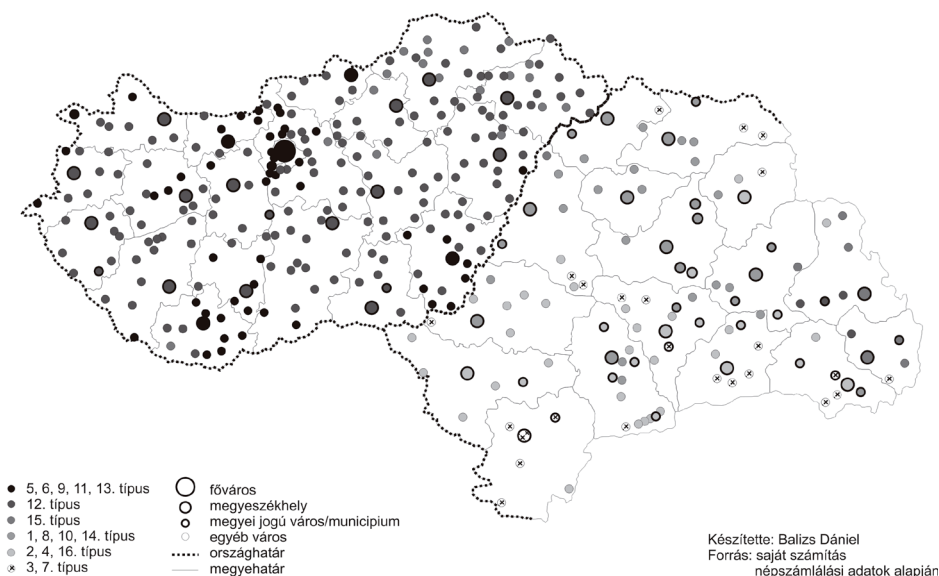 5, 6, 9, 11, 13. típus
12. típus
15. típus
1, 8, 10, 14. típus
2, 4, 16. típus
3, 7. típus
főváros
megyeszékhely
megyei jogú város/municipium
egyéb város
országhatár
megyehatár
Készítette: Balizs Dániel
Forrás: saját számítás
népszámlálási adatok alapján